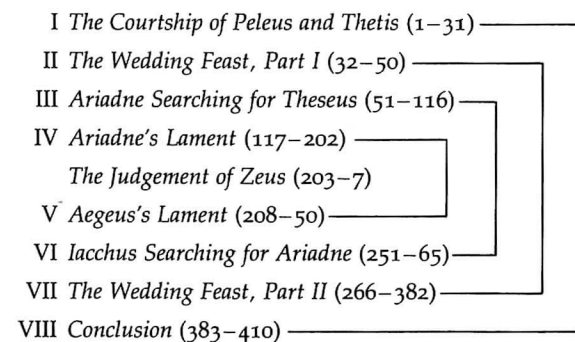 I The Courtship of Peleus and Thetis (1–31)
II The Wedding Feast, Part I (32–50)
III Ariadne Searching for Theseus (51–116)
IV Ariadne's Lament (117–202)
The Judgement of Zeus (203–7)
V Aegeus's Lament (208–50)
VI Iacchus Searching for Ariadne (251–65)
VII The Wedding Feast, Part II (266–382)
VIII Conclusion (383–410)